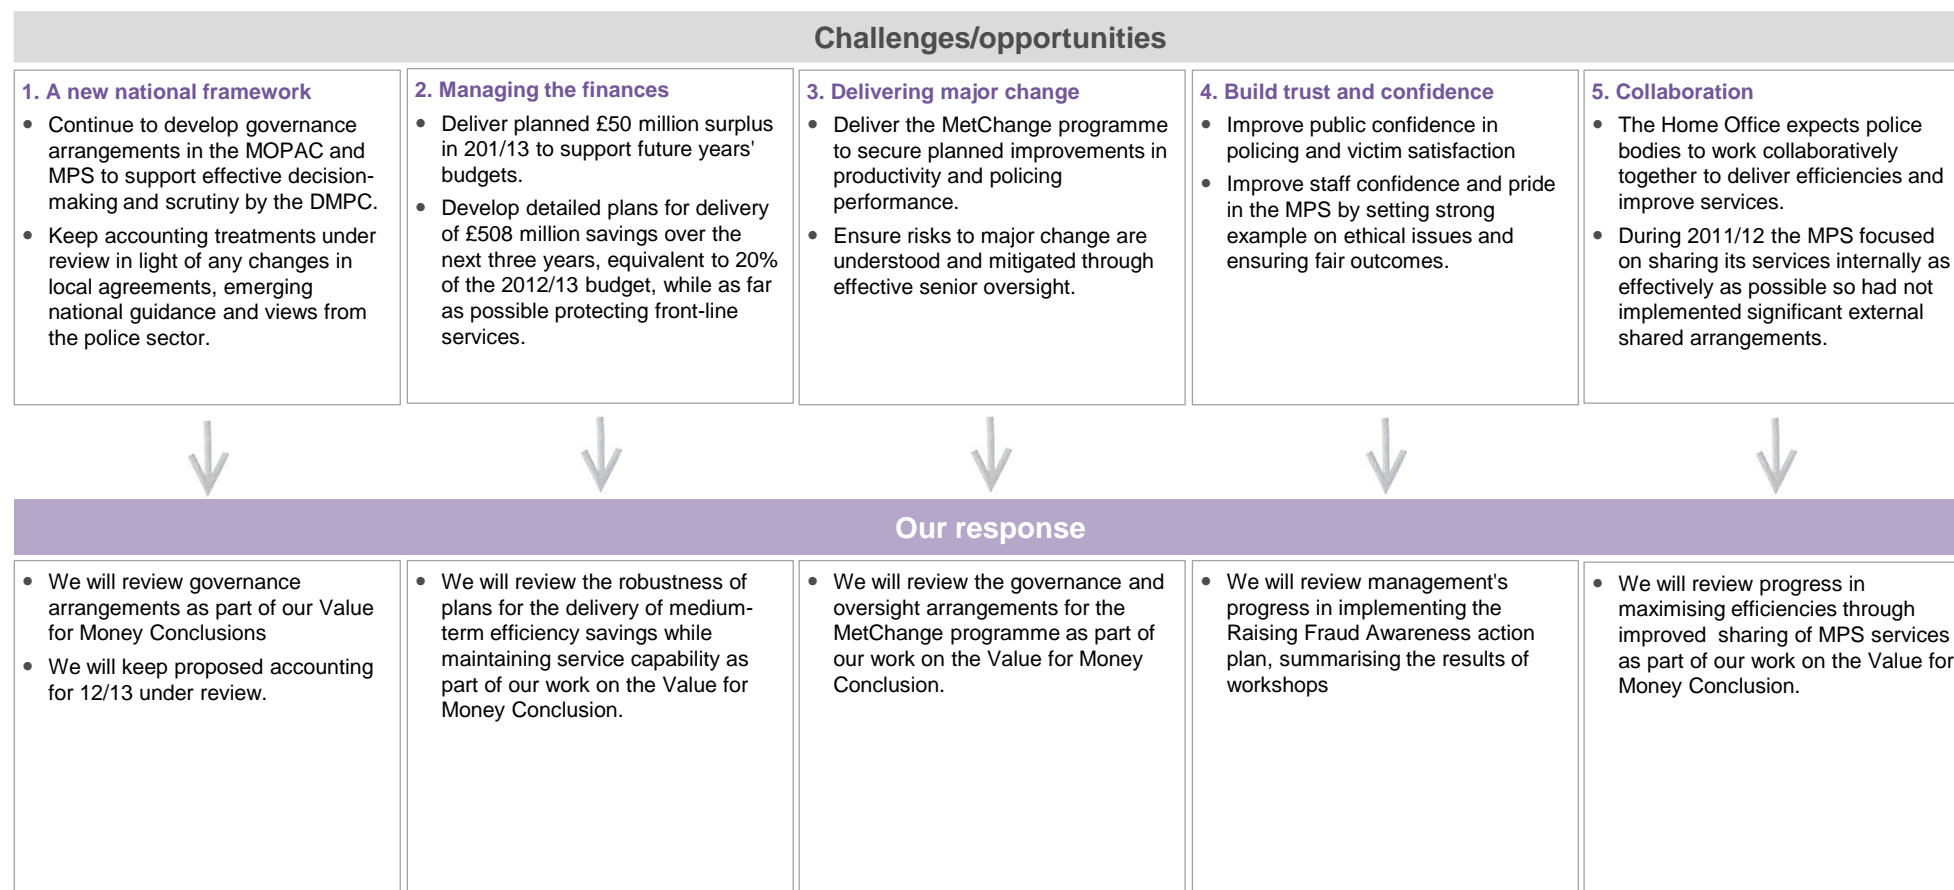 Challenges/opportunities
1. A new national framework
• Continue to develop governance
arrangements in the MOPAC and
MPS to support effective decision-
making and scrutiny by the DMPC.
• Keep accounting treatments under
review in light of any changes in
local agreements, emerging
national guidance and views from
the police sector.
2. Managing the finances
• Deliver planned £50 million surplus
in 201/13 to support future years'
budgets.
• Develop detailed plans for delivery
of £508 million savings over the
next three years, equivalent to 20%
of the 2012/13 budget, while as far
as possible protecting front-line
services.
3. Delivering major change
• Deliver the MetChange programme
to secure planned improvements in
productivity and policing
performance.
• Ensure risks to major change are
understood and mitigated through
effective senior oversight.
4. Build trust and confidence
• Improve public confidence in
policing and victim satisfaction
• Improve staff confidence and pride
in the MPS by setting strong
example on ethical issues and
ensuring fair outcomes.
5. Collaboration
• The Home Office expects police
bodies to work collaboratively
together to deliver efficiencies and
improve services.
• During 2011/12 the MPS focused
on sharing its services internally as
effectively as possible so had not
implemented significant external
shared arrangements.
Our response
• We will review governance
arrangements as part of our Value
for Money Conclusions
• We will keep proposed accounting
for 12/13 under review.
• We will review the robustness of
plans for the delivery of medium-
term efficiency savings while
maintaining service capability as
part of our work on the Value for
Money Conclusion.
• We will review the governance and
oversight arrangements for the
MetChange programme as part of
our work on the Value for Money
Conclusion.
• We will review management's
progress in implementing the
Raising Fraud Awareness action
plan, summarising the results of
workshops
• We will review progress in
maximising efficiencies through
improved  sharing of MPS services
as part of our work on the Value for
Money Conclusion.